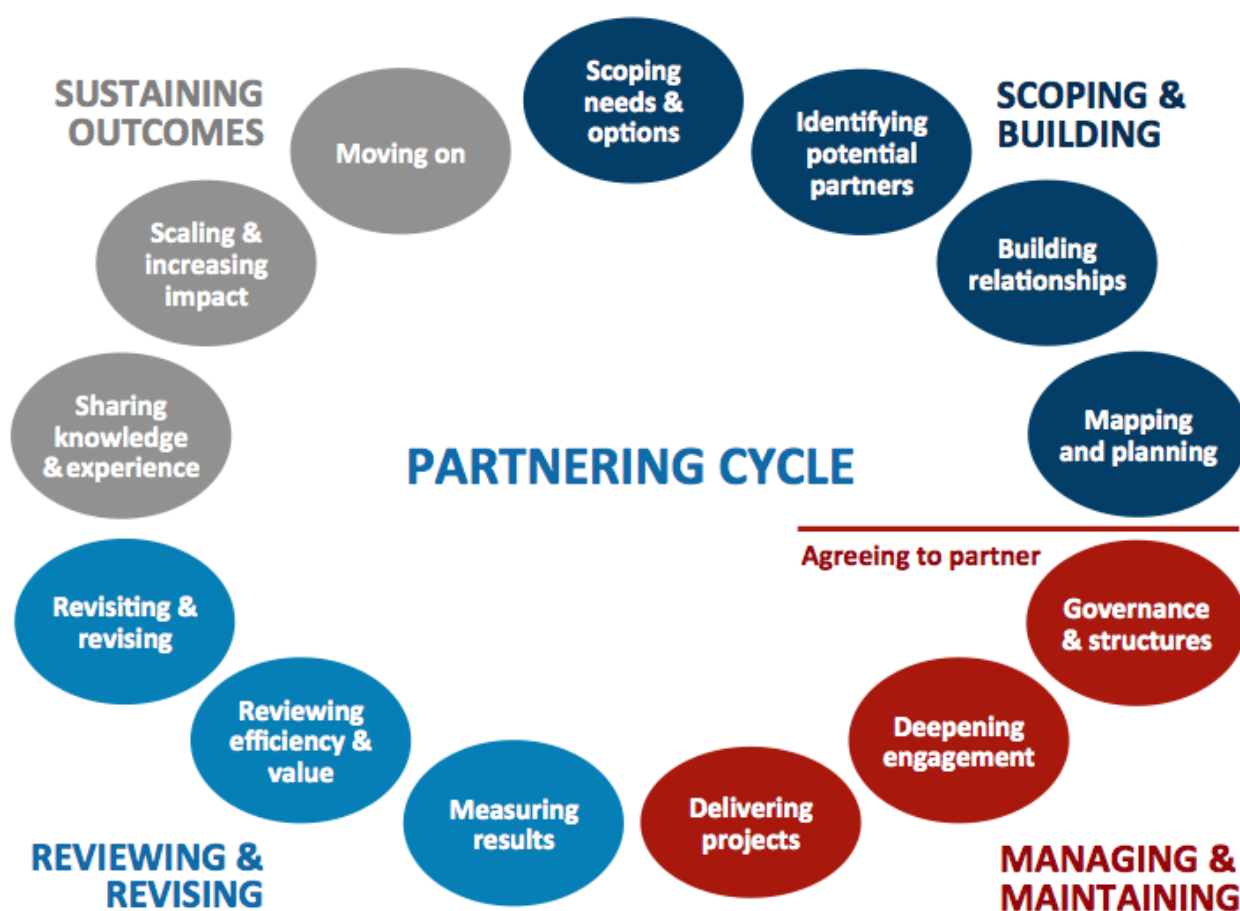 SUSTAINING
OUTCOMES
Moving on
Scoping
needs &
options
Identifying
potential
partners
SCOPING &
BUILDING
Scaling &
increasing
impact
Building
relationships
Sharing
knowledge
& experience
PARTNERING CYCLE
Mapping
and planning
Agreeing to partner
Revisiting &
revising
Governance
& structures
Reviewing
efficiency &
value
Deepening
engagement
Measuring
results
Delivering
projects
REVIEWING &
REVISING
MANAGING &
MAINTAINING